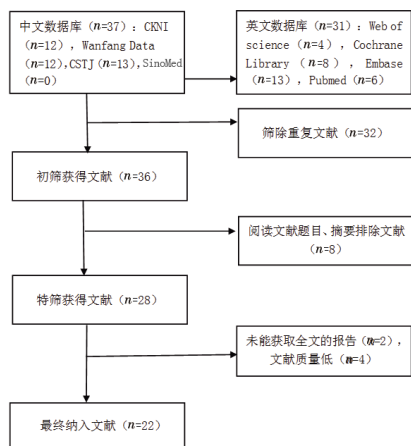 中文数据库（n=37）：CKNI
（n=12），Wanfang Data
（n=12）,CSTJ（n=13）,SinoMed
（n=0）
英文数据库（n=31）：Web of
science（n=4），Cochrane
Library（n=8），Embase
（n=13），Pubmed（n=6）
筛除重复文献（n=32）
初筛获得文献（n=36）
阅读文献题目、摘要排除文献
（n=8）
特筛获得文献（n=28）
未能获取全文的报告（n=2），
文献质量低（n=4）
最终纳入文献（n=22）